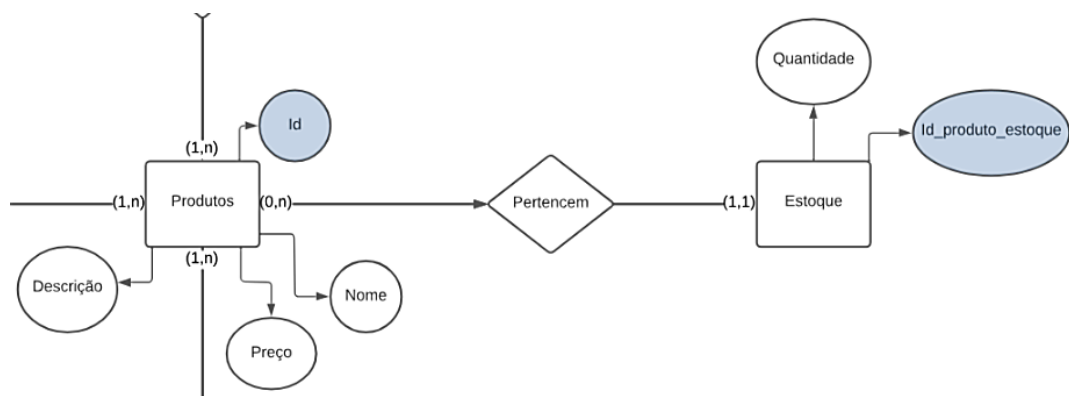 Quantidade
Id
Id_produto_estoque
(1,n)
(1,n)
Produtos
(0,n)
Pertencem
(1,1)
Estoque
(1,n)
Descrição
Nome
Preço